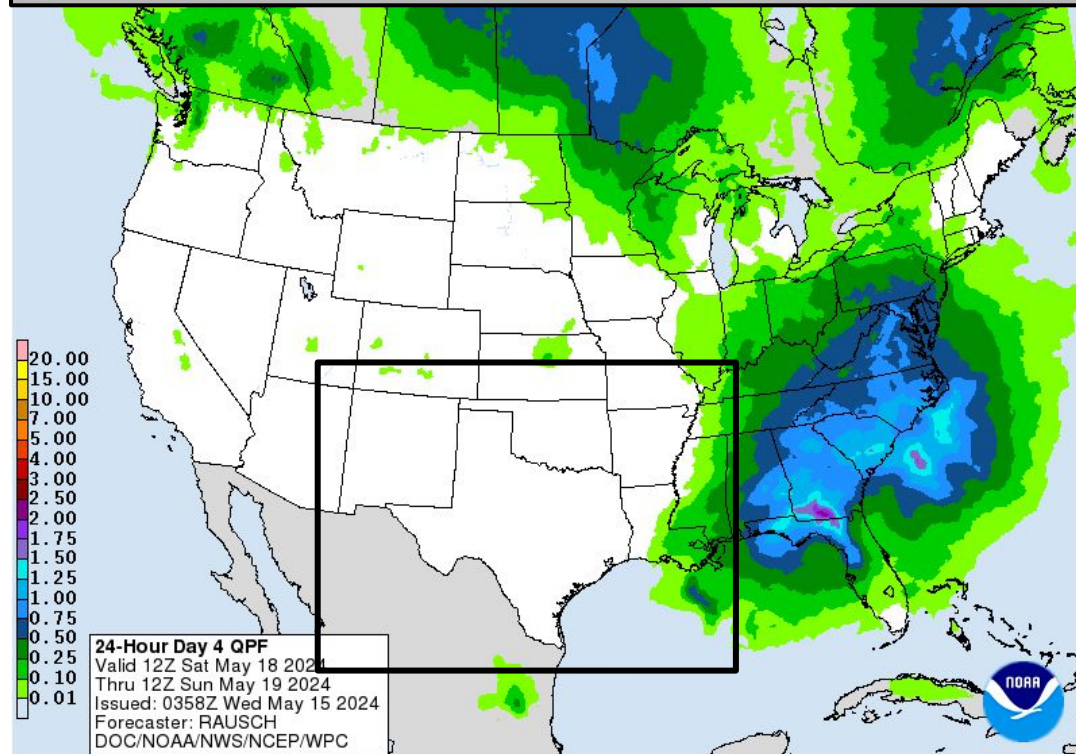 20.00
15.00
10.00
7.00
5.00
4.00
3.00
2.50
2.00
1.75
1.50
1.25
1.00
0.75
0.50
0.25
0.10
0.01
24-Hour Day 4 QPF
Valid 12Z Sat May 18 2024
Thru 12Z Sun May 19 2024
Issued: 0358Z Wed May 15 2024
Forecaster: RAUSCH
DOC/NOAA/NWS/NCEP/WPC
NOAA